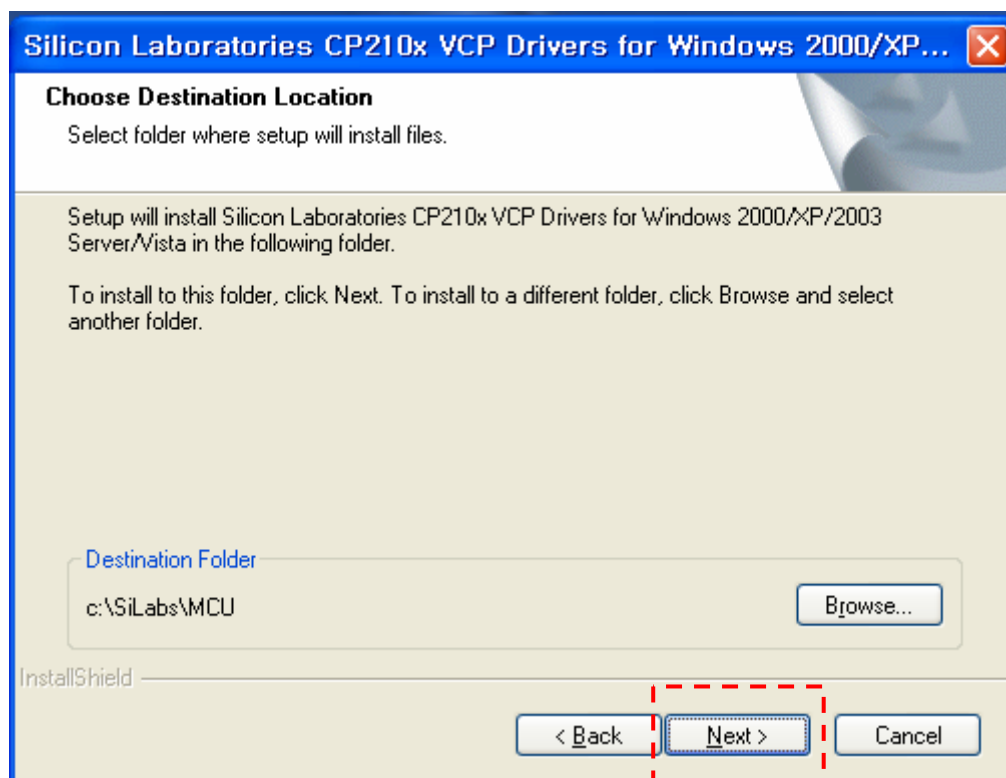 Silicon Laboratories CP210x VCP Drivers for Windows 2000/XP...
Choose Destination Location
Select folder where setup will install files.
Setup will install Silicon Laboratories CP210x VCP Drivers for Windows 2000/XP/2003
Server/Vista in the following folder.
To install to this folder, click Next. To install to a different folder, click Browse and select
another folder.
Destination Folder
c:\SiLabs\MCU
Browse...
InstallShield
< Back
Next >
Cancel